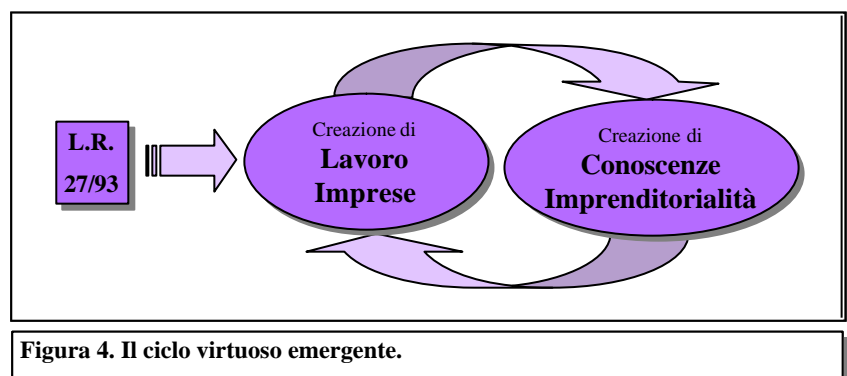 L.R.
27/93
Creazione di
Lavoro
Imprese
Creazione di
Conoscenze
Imprenditorialità
Figura 4. Il ciclo virtuoso emergente.